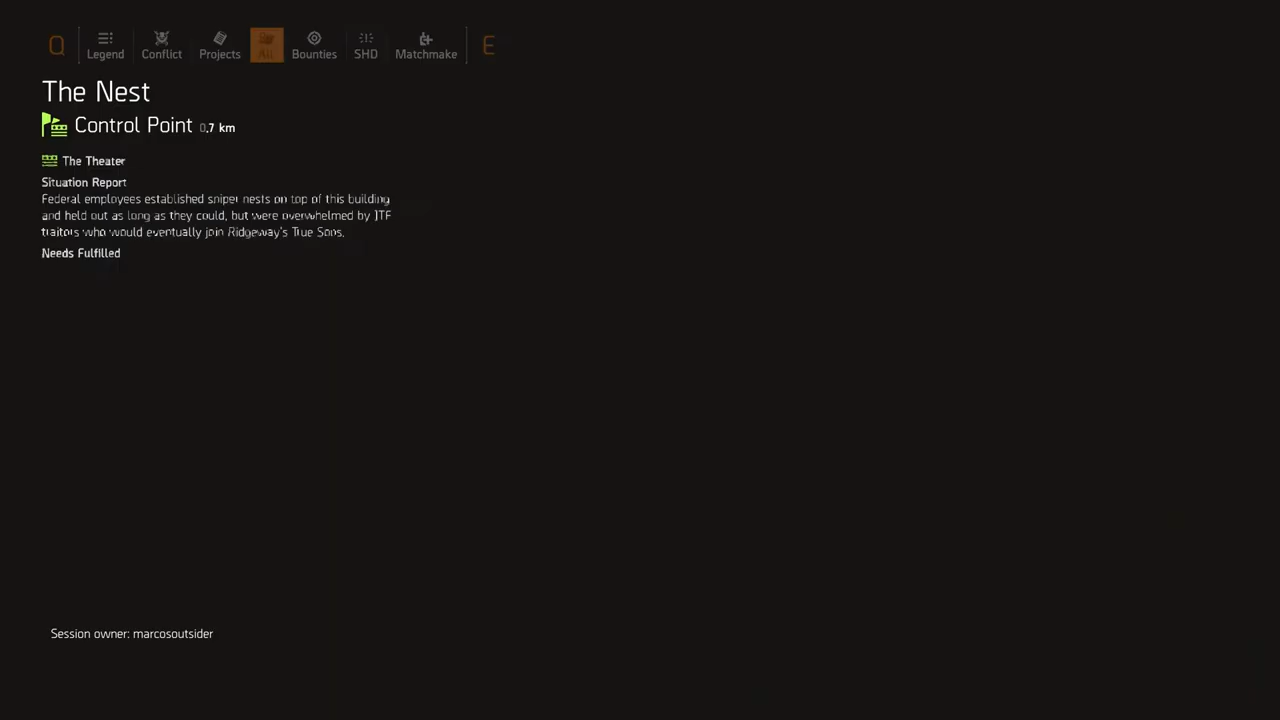 Q Legend Conflict Projects All Bounties SHD Matchmake E
The Nest
Control Point 0.7 km
The Theater
Situation Report
Federal employees established sniper nests on top of this building
and held out as long as they could, but were overwhelmed by JTF
traitors who would eventually join Ridgeway's True Sons.
Needs Fulfilled
Session owner: marcosoutsider